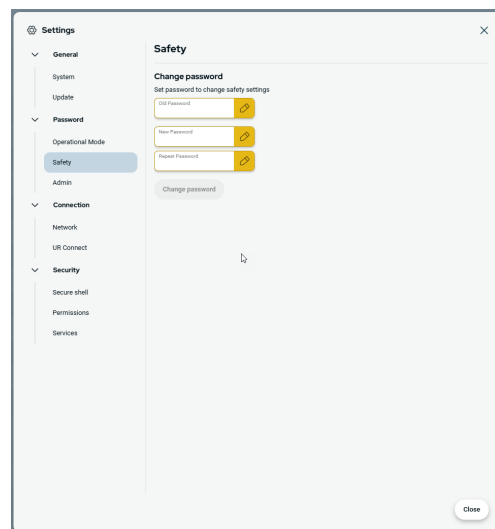 Settings
General
System
Update
Password
Operational Mode
Safety
Admin
Connection
Network
UR Connect
Security
Secure shell
Permissions
Services
Safety
Change password
Set password to change safety settings
Old Password
New Password
Repeat Password
Change password
Close